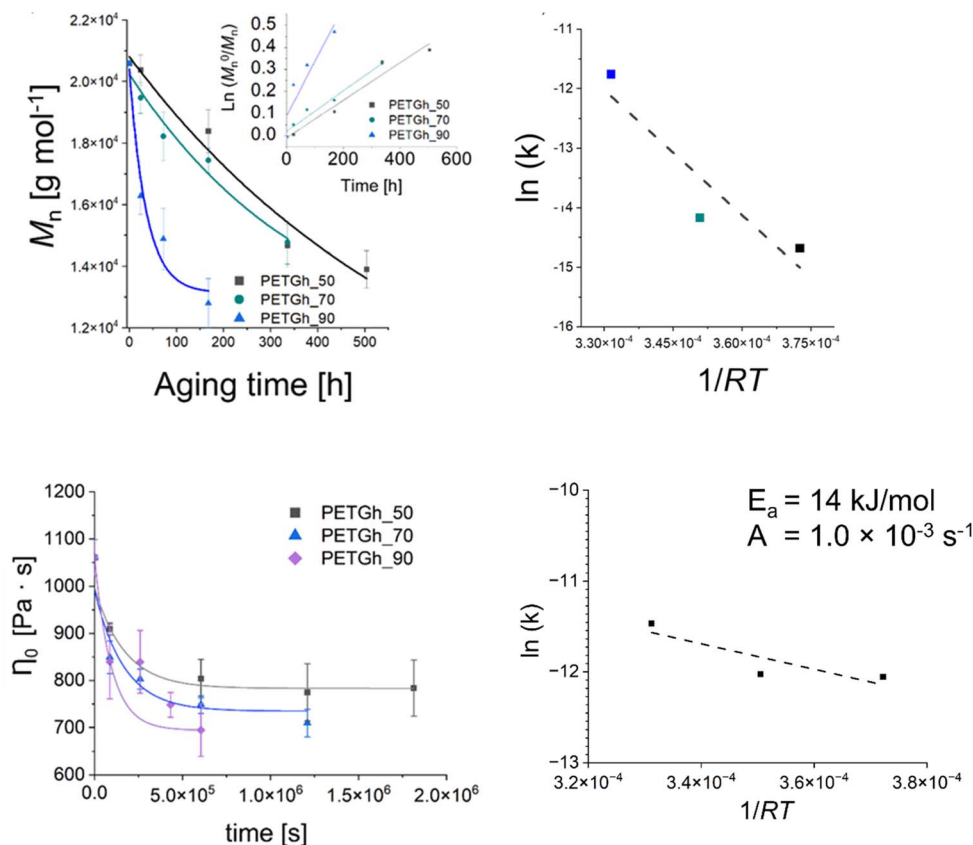 2.2×10⁴
2.0×10⁴
1.8×10⁴
1.6×10⁴
1.4×10⁴
1.2×10⁴
Mn [g mol⁻¹]
0 100 200 300 400 500
Aging time [h]
PETGh_50
PETGh_70
PETGh_90
0.5
0.4
0.3
0.2
0.1
0.0
Ln (Mn⁰/Mn)
PETGh_50
PETGh_70
PETGh_90
0 200 400 600
Time [h]
-11
-12
-13
-14
-15
-16
ln (k)
3.30×10⁻⁴ 3.45×10⁻⁴ 3.60×10⁻⁴ 3.75×10⁻⁴
1/RT
1200
1100
1000
900
800
700
600
η₀ [Pa · s]
PETGh_50
PETGh_70
PETGh_90
0.0 5.0×10⁵ 1.0×10⁶ 1.5×10⁶ 2.0×10⁶
time [s]
−10
−11
−12
−13
ln (k)
Eₐ = 14 kJ/mol
A = 1.0 × 10⁻³ s⁻¹
3.2×10⁻⁴ 3.4×10⁻⁴ 3.6×10⁻⁴ 3.8×10⁻⁴
1/RT